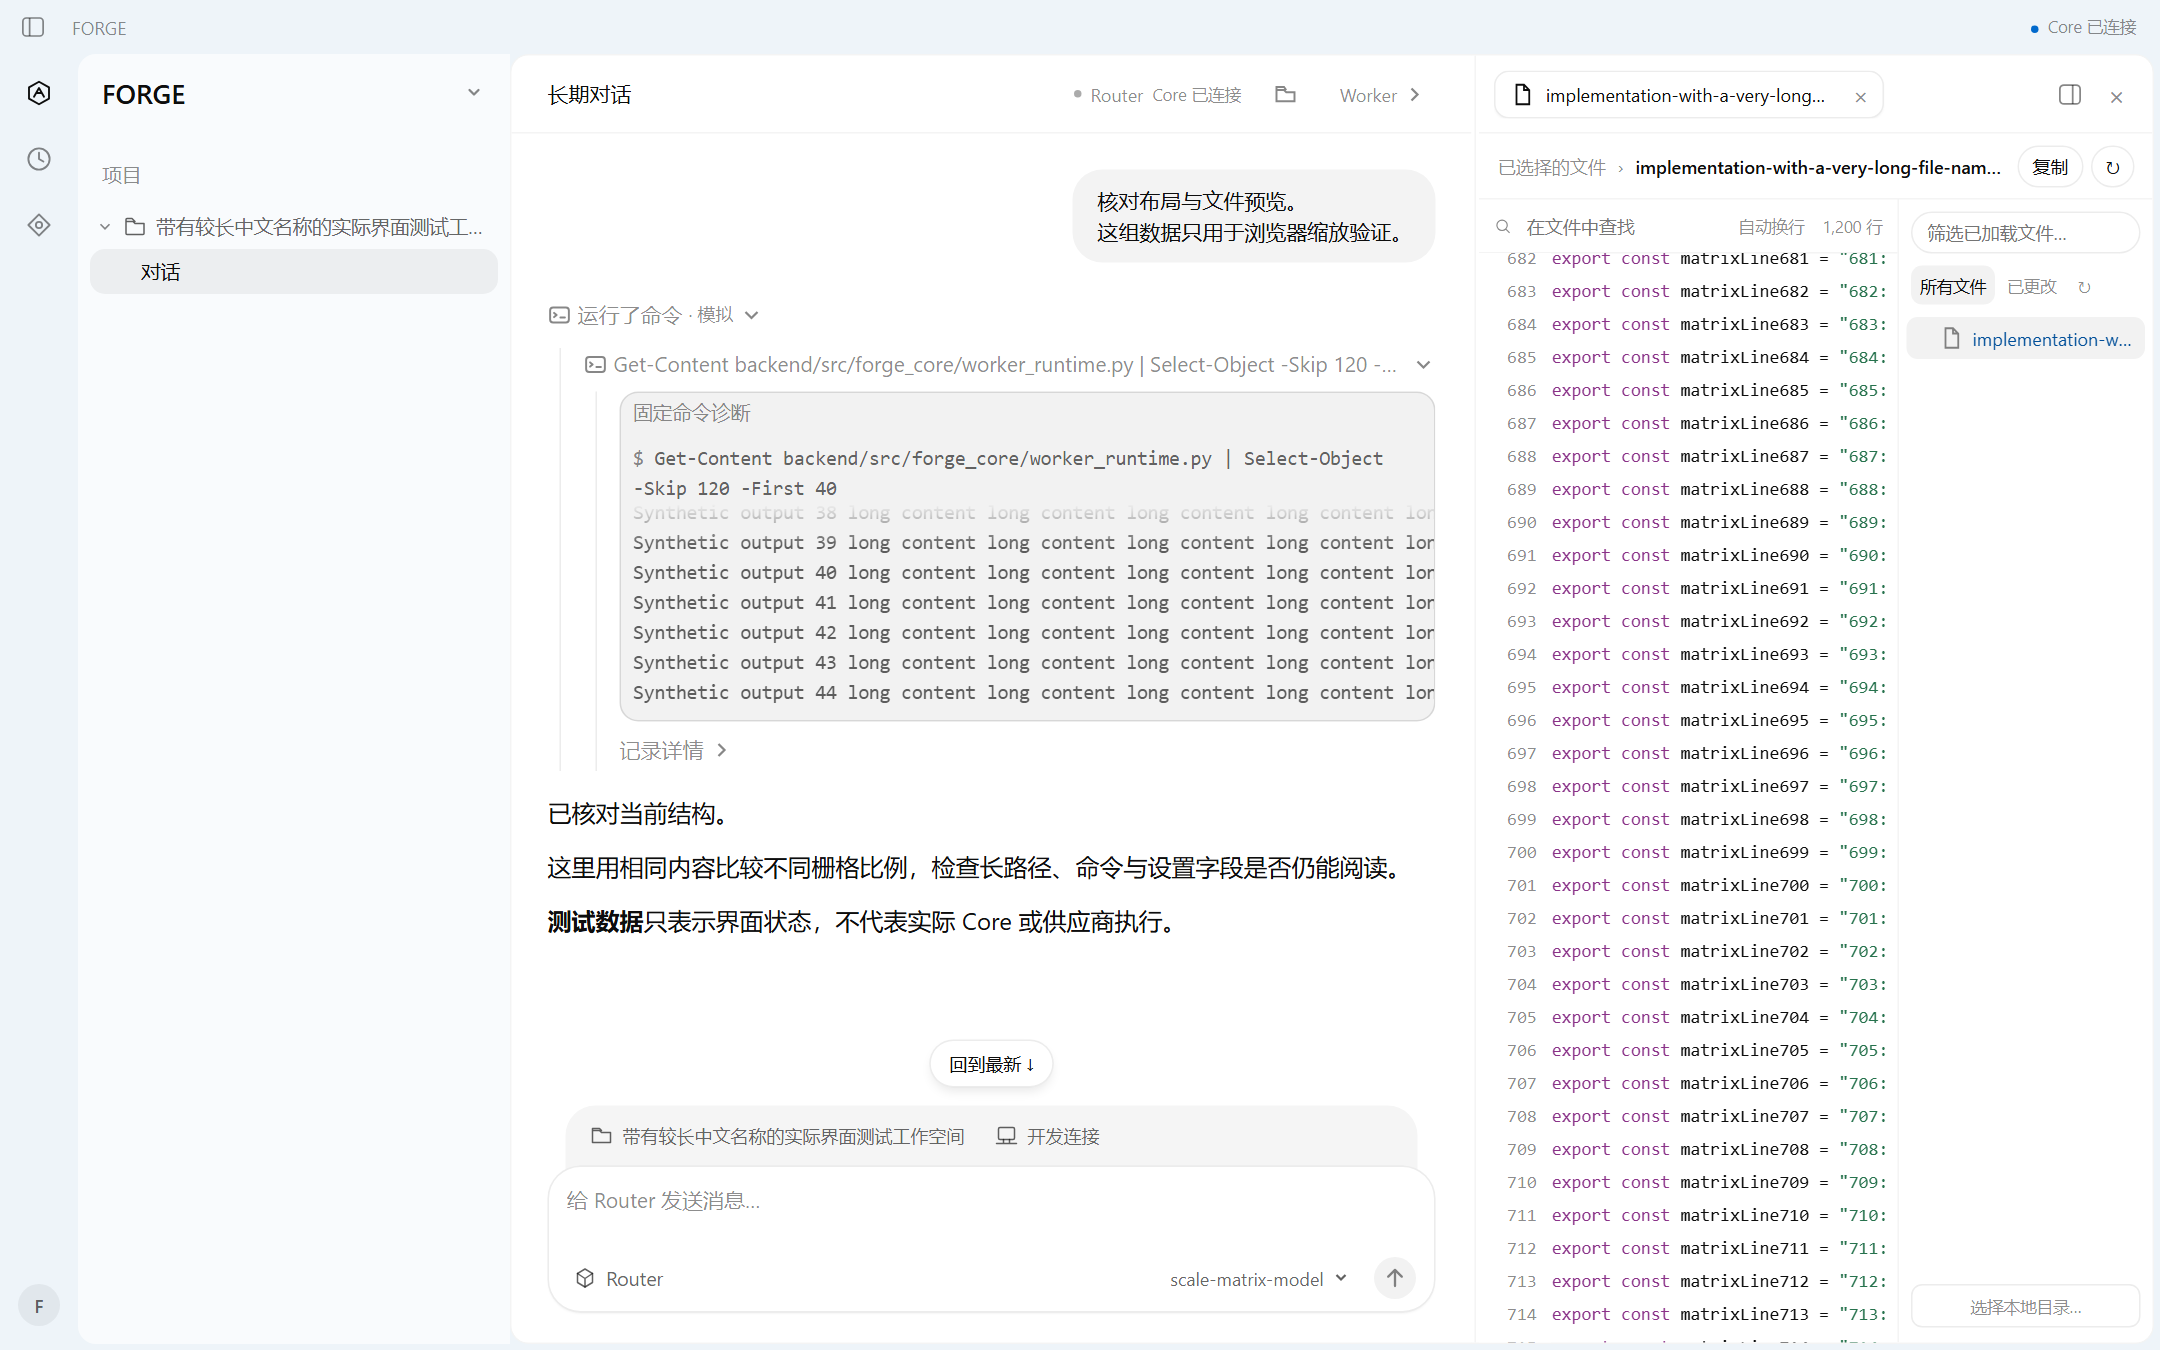 FORGE
Core 已连接
FORGE
项目
带有较长中文名称的实际界面测试工...
对话
F
长期对话
Router Core 已连接
Worker
核对布局与文件预览。
这组数据只用于浏览器缩放验证。
运行了命令 · 模拟
Get-Content backend/src/forge_core/worker_runtime.py | Select-Object -Skip 120 -...
固定命令诊断
$ Get-Content backend/src/forge_core/worker_runtime.py | Select-Object
-Skip 120 -First 40
Synthetic output 38 long content long content long content long content lor
Synthetic output 39 long content long content long content long content lor
Synthetic output 40 long content long content long content long content lor
Synthetic output 41 long content long content long content long content lor
Synthetic output 42 long content long content long content long content lor
Synthetic output 43 long content long content long content long content lor
Synthetic output 44 long content long content long content long content lor
记录详情
已核对当前结构。
这里用相同内容比较不同栅格比例，检查长路径、命令与设置字段是否仍能阅读。
测试数据只表示界面状态，不代表实际 Core 或供应商执行。
回到最新 ↓
带有较长中文名称的实际界面测试工作空间 开发连接
给 Router 发送消息...
Router
scale-matrix-model
implementation-with-a-very-long... ×
已选择的文件 › implementation-with-a-very-long-file-nam...
复制 ↻
在文件中查找 自动换行 1,200 行
682 export const matrixLine681 = "681:
683 export const matrixLine682 = "682:
684 export const matrixLine683 = "683:
685 export const matrixLine684 = "684:
686 export const matrixLine685 = "685:
687 export const matrixLine686 = "686:
688 export const matrixLine687 = "687:
689 export const matrixLine688 = "688:
690 export const matrixLine689 = "689:
691 export const matrixLine690 = "690:
692 export const matrixLine691 = "691:
693 export const matrixLine692 = "692:
694 export const matrixLine693 = "693:
695 export const matrixLine694 = "694:
696 export const matrixLine695 = "695:
697 export const matrixLine696 = "696:
698 export const matrixLine697 = "697:
699 export const matrixLine698 = "698:
700 export const matrixLine699 = "699:
701 export const matrixLine700 = "700:
702 export const matrixLine701 = "701:
703 export const matrixLine702 = "702:
704 export const matrixLine703 = "703:
705 export const matrixLine704 = "704:
706 export const matrixLine705 = "705:
707 export const matrixLine706 = "706:
708 export const matrixLine707 = "707:
709 export const matrixLine708 = "708:
710 export const matrixLine709 = "709:
711 export const matrixLine710 = "710:
712 export const matrixLine711 = "711:
713 export const matrixLine712 = "712:
714 export const matrixLine713 = "713:
筛选已加载文件...
所有文件 已更改 ↻
implementation-w...
选择本地目录...